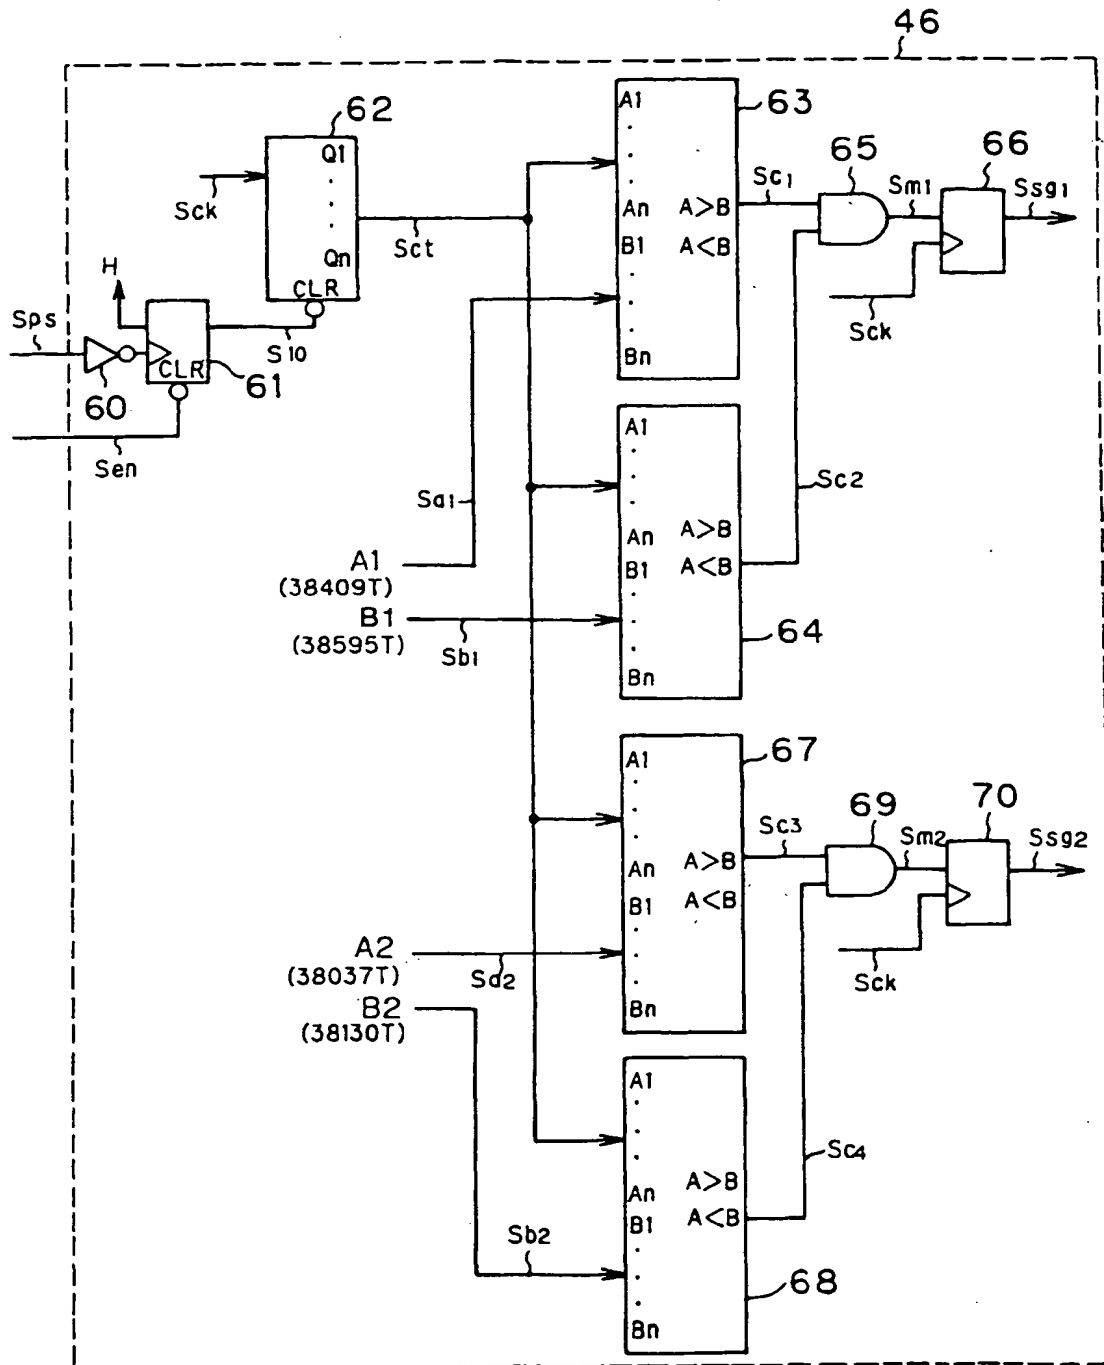 46
62
Q1
Qn
CLR
Sck
Sct
H
Sps
CLR
60
61
S10
Sen
63
A1
An
B1
Bn
A>B
A<B
Sc1
65
Sm1
66
Ssg1
Sck
Sa1
A1
(38409T)
B1
(38595T)
Sb1
A1
An
B1
Bn
A>B
A<B
64
Sc2
67
A1
An
B1
Bn
A>B
A<B
Sc3
69
Sm2
70
Ssg2
Sck
A2
(38037T)
Sa2
B2
(38130T)
Sb2
A1
An
B1
Bn
A>B
A<B
Sc4
68